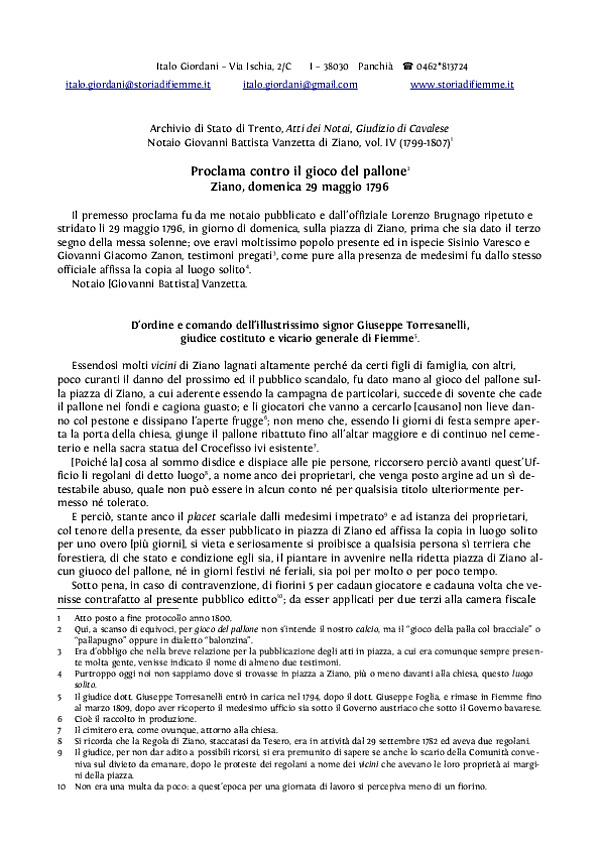 Italo Giordani – Via Ischia, 2/C I – 38030 Panchià ☎ 0462*813724
italo.giordani@storiadifiemme.it italo.giordani@gmail.com www.storiadifiemme.it
Archivio di Stato di Trento, Atti dei Notai, Giudizio di Cavalese
Notaio Giovanni Battista Vanzetta di Ziano, vol. IV (1799-1807)1
Proclama contro il gioco del pallone2
Ziano, domenica 29 maggio 1796
Il premesso proclama fu da me notaio pubblicato e dall'offiziale Lorenzo Brugnago ripetuto e
stridato li 29 maggio 1796, in giorno di domenica, sulla piazza di Ziano, prima che sia dato il terzo
segno della messa solenne; ove eravi moltissimo popolo presente ed in ispecie Sisinio Varesco e
Giovanni Giacomo Zanon, testimoni pregati3, come pure alla presenza de medesimi fu dallo stesso
officiale affissa la copia al luogo solito4.
Notaio [Giovanni Battista] Vanzetta.
D'ordine e comando dell'illustrissimo signor Giuseppe Torresanelli,
giudice costituto e vicario generale di Fiemme5.
Essendosi molti vicini di Ziano lagnati altamente perché da certi figli di famiglia, con altri,
poco curanti il danno del prossimo ed il pubblico scandalo, fu dato mano al gioco del pallone sul-
la piazza di Ziano, a cui aderente essendo la campagna de particolari, succede di sovente che cade
il pallone nei fondi e cagiona guasto; e li giocatori che vanno a cercarlo [causano] non lieve dan-
no col pestone e dissipano l'aperte frugge6; non meno che, essendo li giorni di festa sempre aper-
ta la porta della chiesa, giunge il pallone ribattuto fino all'altar maggiore e di continuo nel ceme-
terio e nella sacra statua del Crocefisso ivi esistente7.
[Poiché la] cosa al sommo disdice e dispiace alle pie persone, riccorsero perciò avanti quest'Uf-
ficio li regolani di detto luogo8, a nome anco dei proprietari, che venga posto argine ad un sì de-
testabile abuso, quale non può essere in alcun conto né per qualsisia titolo ulteriormente per-
messo né tolerato.
E perciò, stante anco il placet scariale dalli medesimi impetrato9 e ad istanza dei proprietari,
col tenore della presente, da esser pubblicato in piazza di Ziano ed affissa la copia in luogo solito
per uno overo [più giorni], si vieta e seriosamente si proibisce a qualsisia persona sì terriera che
forestiera, di che stato e condizione egli sia, il piantare in avvenire nella ridetta piazza di Ziano al-
cun giuoco del pallone, né in giorni festivi né feriali, sia poi per molto o per poco tempo.
Sotto pena, in caso di contravenzione, di fiorini 5 per cadaun giocatore e cadauna volta che ve-
nisse contrafatto al presente pubblico editto10; da esser applicati per due terzi alla camera fiscale
1 Atto posto a fine protocollo anno 1800.
2 Qui, a scanso di equivoci, per gioco del pallone non s'intende il nostro calcio, ma il "gioco della palla col bracciale" o
"pallapugno" oppure in dialetto "balonzina".
3 Era d'obbligo che nella breve relazione per la pubblicazione degli atti in piazza, a cui era comunque sempre presen-
te molta gente, venisse indicato il nome di almeno due testimoni.
4 Purtroppo oggi noi non sappiamo dove si trovasse in piazza a Ziano, più o meno davanti alla chiesa, questo luogo
solito.
5 Il giudice dott. Giuseppe Torresanelli entrò in carica nel 1794, dopo il dott. Giuseppe Foglia, e rimase in Fiemme fino
al marzo 1809, dopo aver ricoperto il medesimo ufficio sia sotto il Governo austriaco che sotto il Governo bavarese.
6 Cioè il raccolto in produzione.
7 Il cimitero era, come ovunque, attorno alla chiesa.
8 Si ricorda che la Regola di Ziano, staccatasi da Tesero, era in attività dal 29 settembre 1782 ed aveva due regolani.
9 Il giudice, per non dar adito a possibili ricorsi, si era premunito di sapere se anche lo scario della Comunità conve-
niva sul divieto da emanare, dopo le proteste dei regolani a nome dei vicini che avevano le loro proprietà ai margi-
ni della piazza.
10 Non era una multa da poco: a quest'epoca per una giornata di lavoro si percepiva meno di un fiorino.